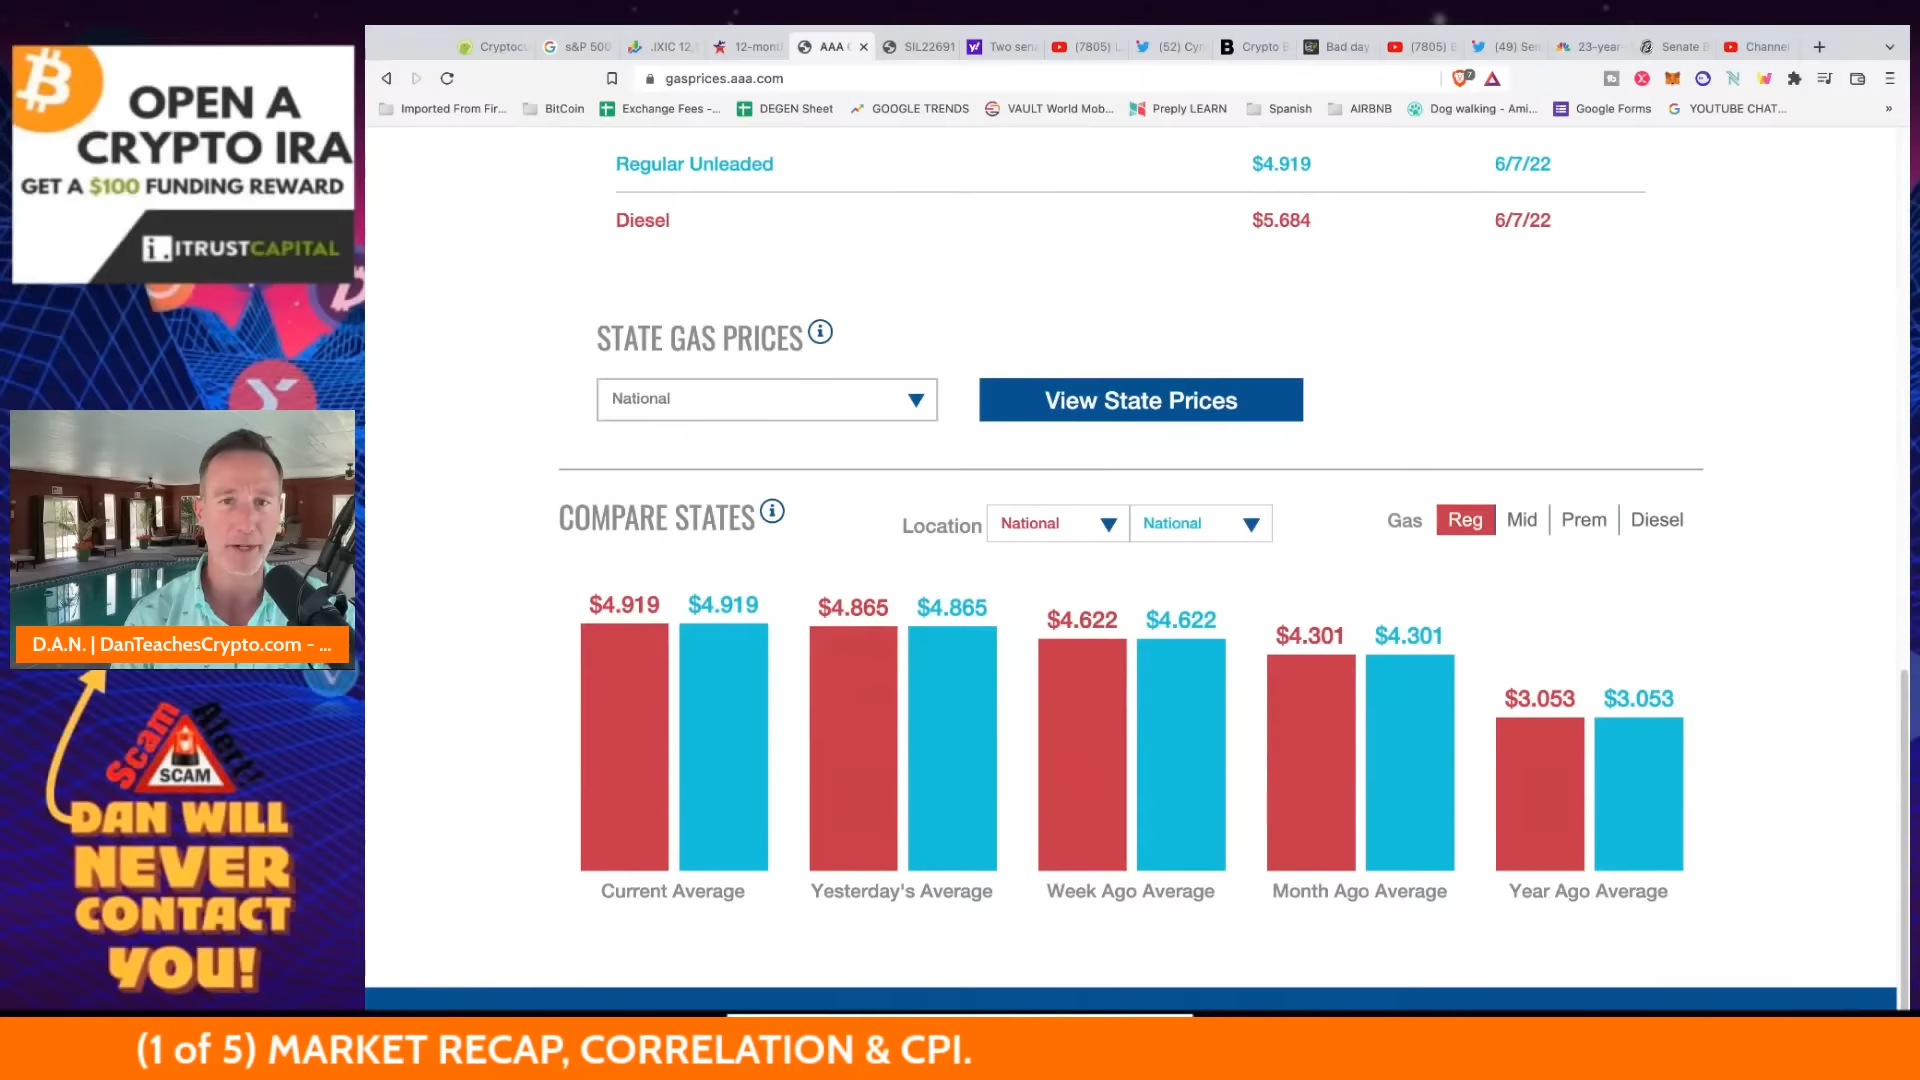 OPEN A
CRYPTO IRA
GET A $100 FUNDING REWARD
ITRUSTCAPITAL
D.A.N. | DanTeachesCrypto.com - ...
Scam Alert!
SCAM
DAN WILL
NEVER
CONTACT
YOU!
Cryptocu
s&P 500
.IXIC 12,
12-mont
AAA
SIL22691
Two sena
(7805)
(52) Cyn
Crypto B
Bad day
(7805) B
(49) Sen
23-year-
Senate B
Channel
gasprices.aaa.com
7
Imported From Fir...
BitCoin
Exchange Fees -...
DEGEN Sheet
GOOGLE TRENDS
VAULT World Mob...
Preply LEARN
Spanish
AIRBNB
Dog walking - Ami...
Google Forms
YOUTUBE CHAT...
»
Regular Unleaded $4.919 6/7/22
Diesel $5.684 6/7/22
STATE GAS PRICES
National
View State Prices
COMPARE STATES
Location National National
Gas Reg Mid Prem Diesel
$4.919 $4.919 $4.865 $4.865 $4.622 $4.622 $4.301 $4.301 $3.053 $3.053
Current Average Yesterday's Average Week Ago Average Month Ago Average Year Ago Average
(1 of 5) MARKET RECAP, CORRELATION & CPI.